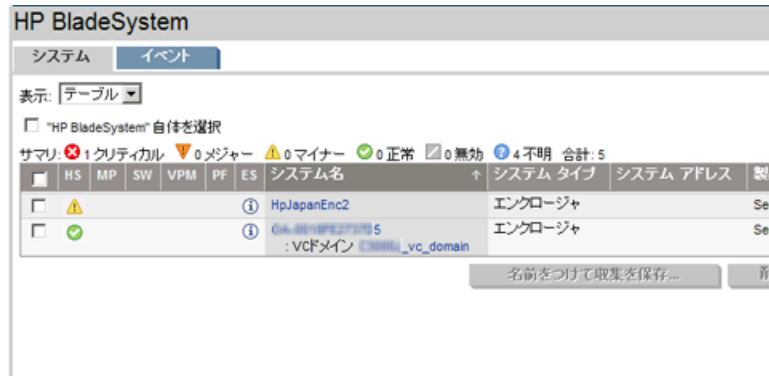 HP BladeSystem
システム イベント
表示: テーブル
"HP BladeSystem" 自体を選択
サマリ: 1 クリティカル 0 メジャー 0 マイナー 0 正常 0 無効 4 不明 合計: 5
HS MP SW VPM PF ES システム名 システム タイプ システム アドレス 製
HpJapanEnc2 エンクロージャ Se
5 エンクロージャ Se
: VCドメイン _vc_domain
名前をつけて収集を保存...